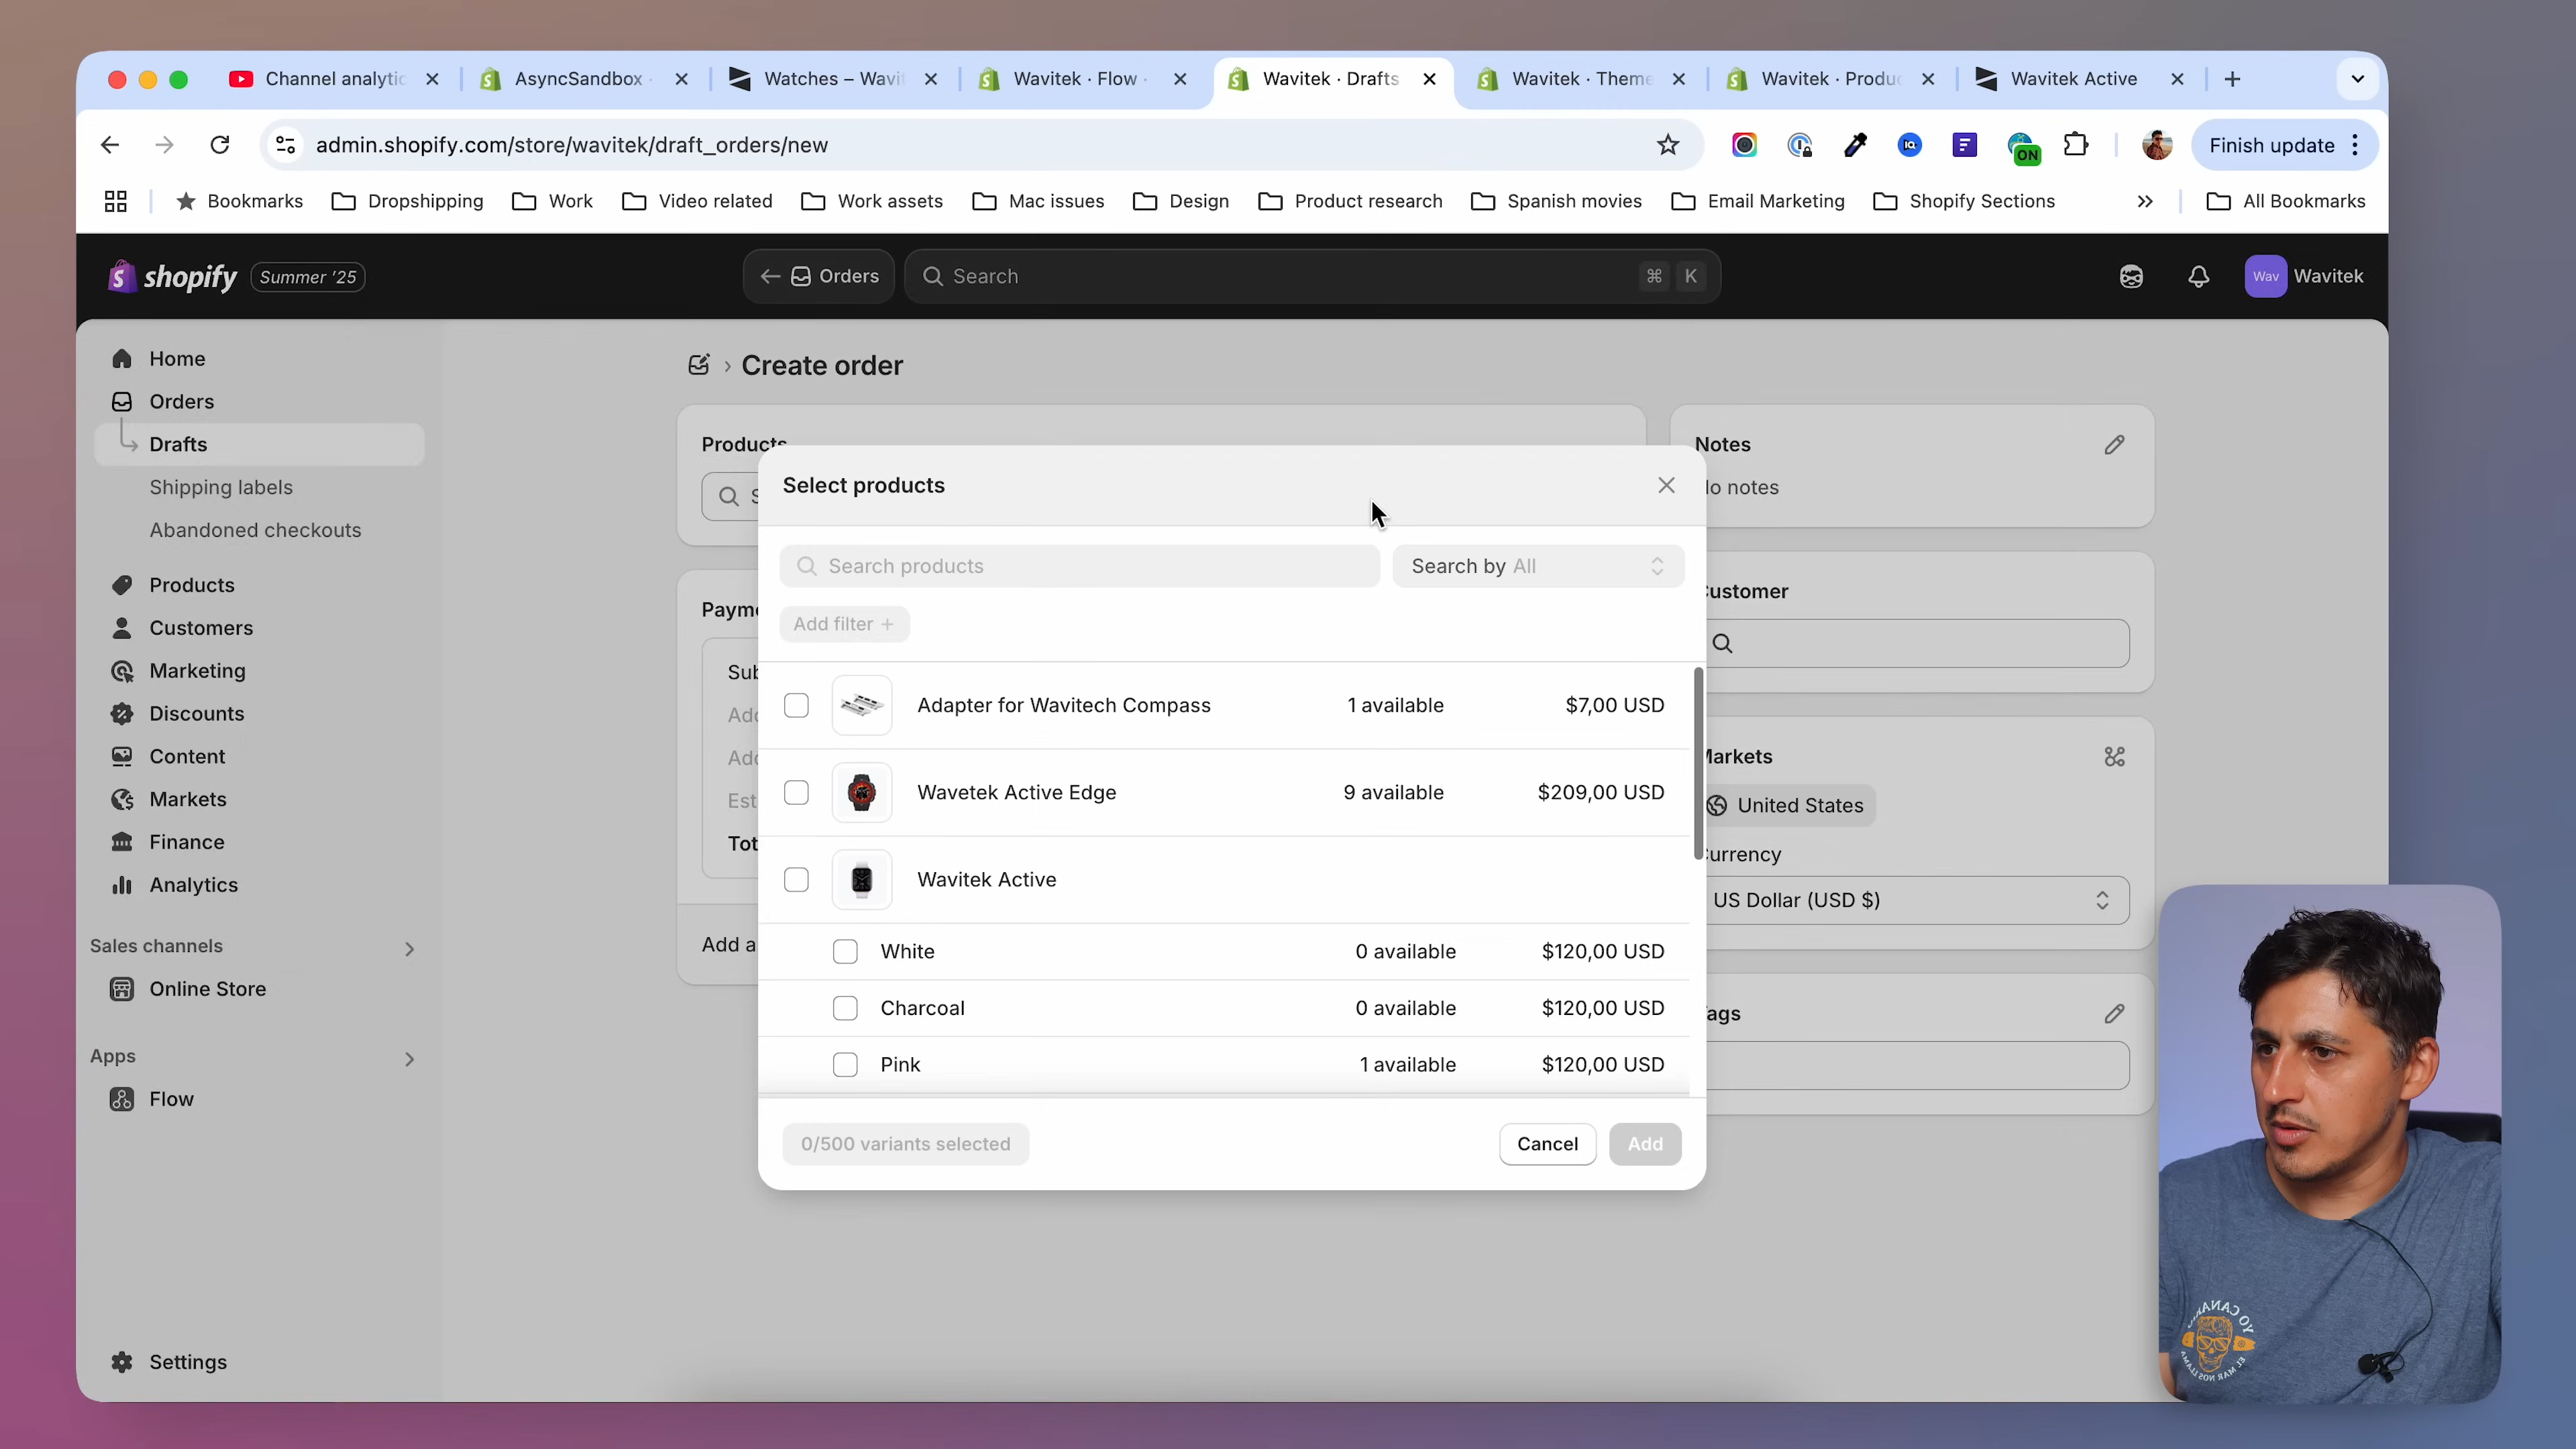 Channel analytic
AsyncSandbox ·
Watches – Wavit
Wavitek · Flow ·
Wavitek · Drafts
Wavitek · Theme
Wavitek · Produc
Wavitek Active
admin.shopify.com/store/wavitek/draft_orders/new
ON
Finish update
Bookmarks
Dropshipping
Work
Video related
Work assets
Mac issues
Design
Product research
Spanish movies
Email Marketing
Shopify Sections
All Bookmarks
shopify
Summer '25
Orders
Search
⌘ K
Wav
Wavitek
Home
Orders
Drafts
Shipping labels
Abandoned checkouts
Products
Customers
Marketing
Discounts
Content
Markets
Finance
Analytics
Sales channels
Online Store
Apps
Flow
Settings
Create order
Products
S
Payme
Sub
Add
Add
Est
Tot
Add a
Select products
Search products
Search by All
Add filter +
Adapter for Wavitech Compass 1 available $7,00 USD
Wavetek Active Edge 9 available $209,00 USD
Wavitek Active
White 0 available $120,00 USD
Charcoal 0 available $120,00 USD
Pink 1 available $120,00 USD
0/500 variants selected
Cancel
Add
Notes
lo notes
ustomer
Markets
United States
urrency
US Dollar (USD $)
ags